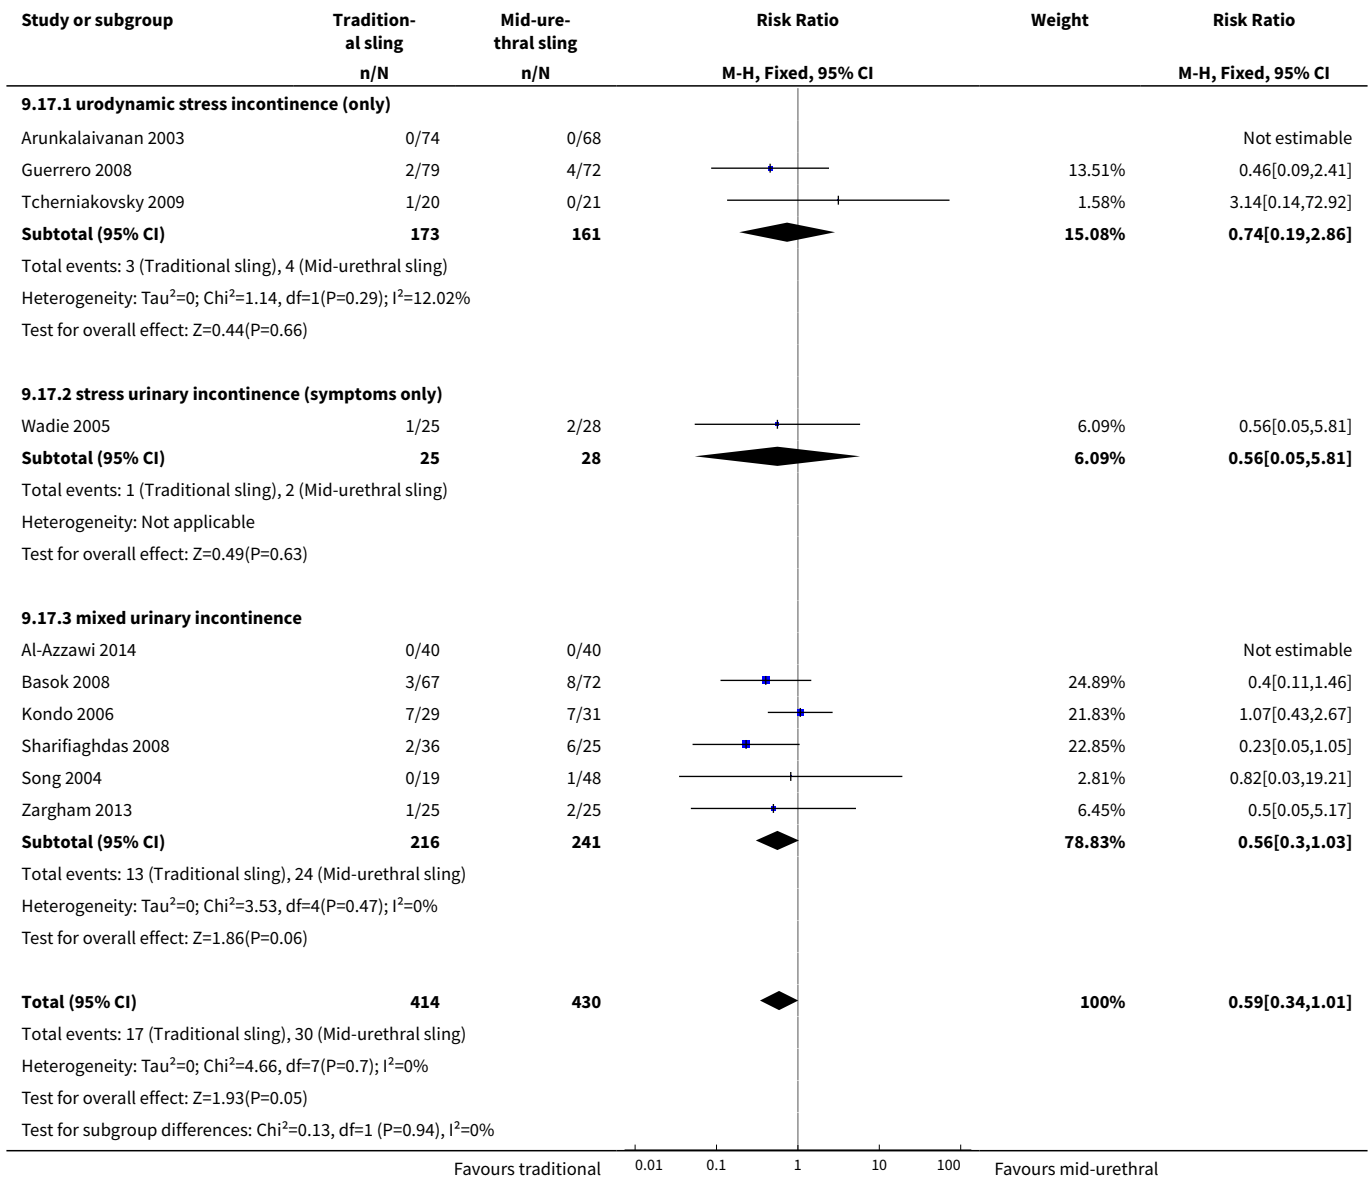 Study or subgroup Tradition- Mid-ure- Risk Ratio Weight Risk Ratio
al sling thral sling
n/N n/N M-H, Fixed, 95% CI M-H, Fixed, 95% CI
9.17.1 urodynamic stress incontinence (only)
Arunkalaivanan 2003 0/74 0/68 Not estimable
Guerrero 2008 2/79 4/72 13.51% 0.46[0.09,2.41]
Tcherniakovsky 2009 1/20 0/21 1.58% 3.14[0.14,72.92]
Subtotal (95% CI) 173 161 15.08% 0.74[0.19,2.86]
Total events: 3 (Traditional sling), 4 (Mid-urethral sling)
Heterogeneity: Tau²=0; Chi²=1.14, df=1(P=0.29); I²=12.02%
Test for overall effect: Z=0.44(P=0.66)
9.17.2 stress urinary incontinence (symptoms only)
Wadie 2005 1/25 2/28 6.09% 0.56[0.05,5.81]
Subtotal (95% CI) 25 28 6.09% 0.56[0.05,5.81]
Total events: 1 (Traditional sling), 2 (Mid-urethral sling)
Heterogeneity: Not applicable
Test for overall effect: Z=0.49(P=0.63)
9.17.3 mixed urinary incontinence
Al-Azzawi 2014 0/40 0/40 Not estimable
Basok 2008 3/67 8/72 24.89% 0.4[0.11,1.46]
Kondo 2006 7/29 7/31 21.83% 1.07[0.43,2.67]
Sharifiaghdas 2008 2/36 6/25 22.85% 0.23[0.05,1.05]
Song 2004 0/19 1/48 2.81% 0.82[0.03,19.21]
Zargham 2013 1/25 2/25 6.45% 0.5[0.05,5.17]
Subtotal (95% CI) 216 241 78.83% 0.56[0.3,1.03]
Total events: 13 (Traditional sling), 24 (Mid-urethral sling)
Heterogeneity: Tau²=0; Chi²=3.53, df=4(P=0.47); I²=0%
Test for overall effect: Z=1.86(P=0.06)
Total (95% CI) 414 430 100% 0.59[0.34,1.01]
Total events: 17 (Traditional sling), 30 (Mid-urethral sling)
Heterogeneity: Tau²=0; Chi²=4.66, df=7(P=0.7); I²=0%
Test for overall effect: Z=1.93(P=0.05)
Test for subgroup differences: Chi²=0.13, df=1 (P=0.94), I²=0%
Favours traditional 0.01 0.1 1 10 100 Favours mid-urethral